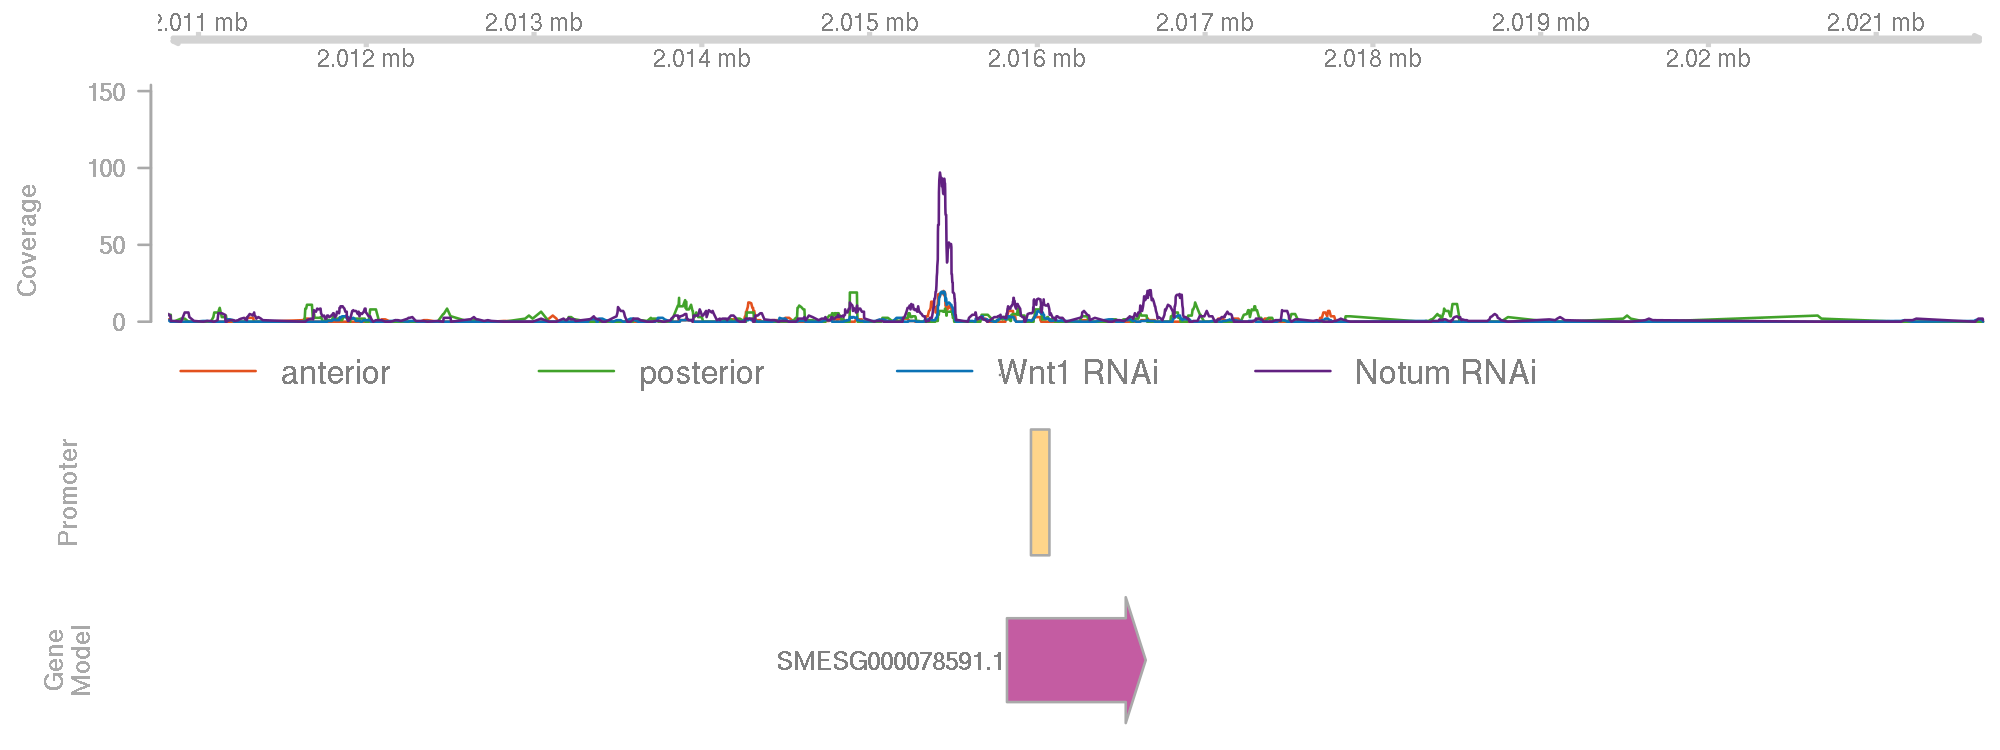 2.011 mb 2.013 mb 2.015 mb 2.017 mb 2.019 mb 2.021 mb
2.012 mb 2.014 mb 2.016 mb 2.018 mb 2.02 mb
150
100
50
0
Coverage
anterior posterior Wnt1 RNAi Notum RNAi
Promoter
Gene
Model
SMESG000078591.1